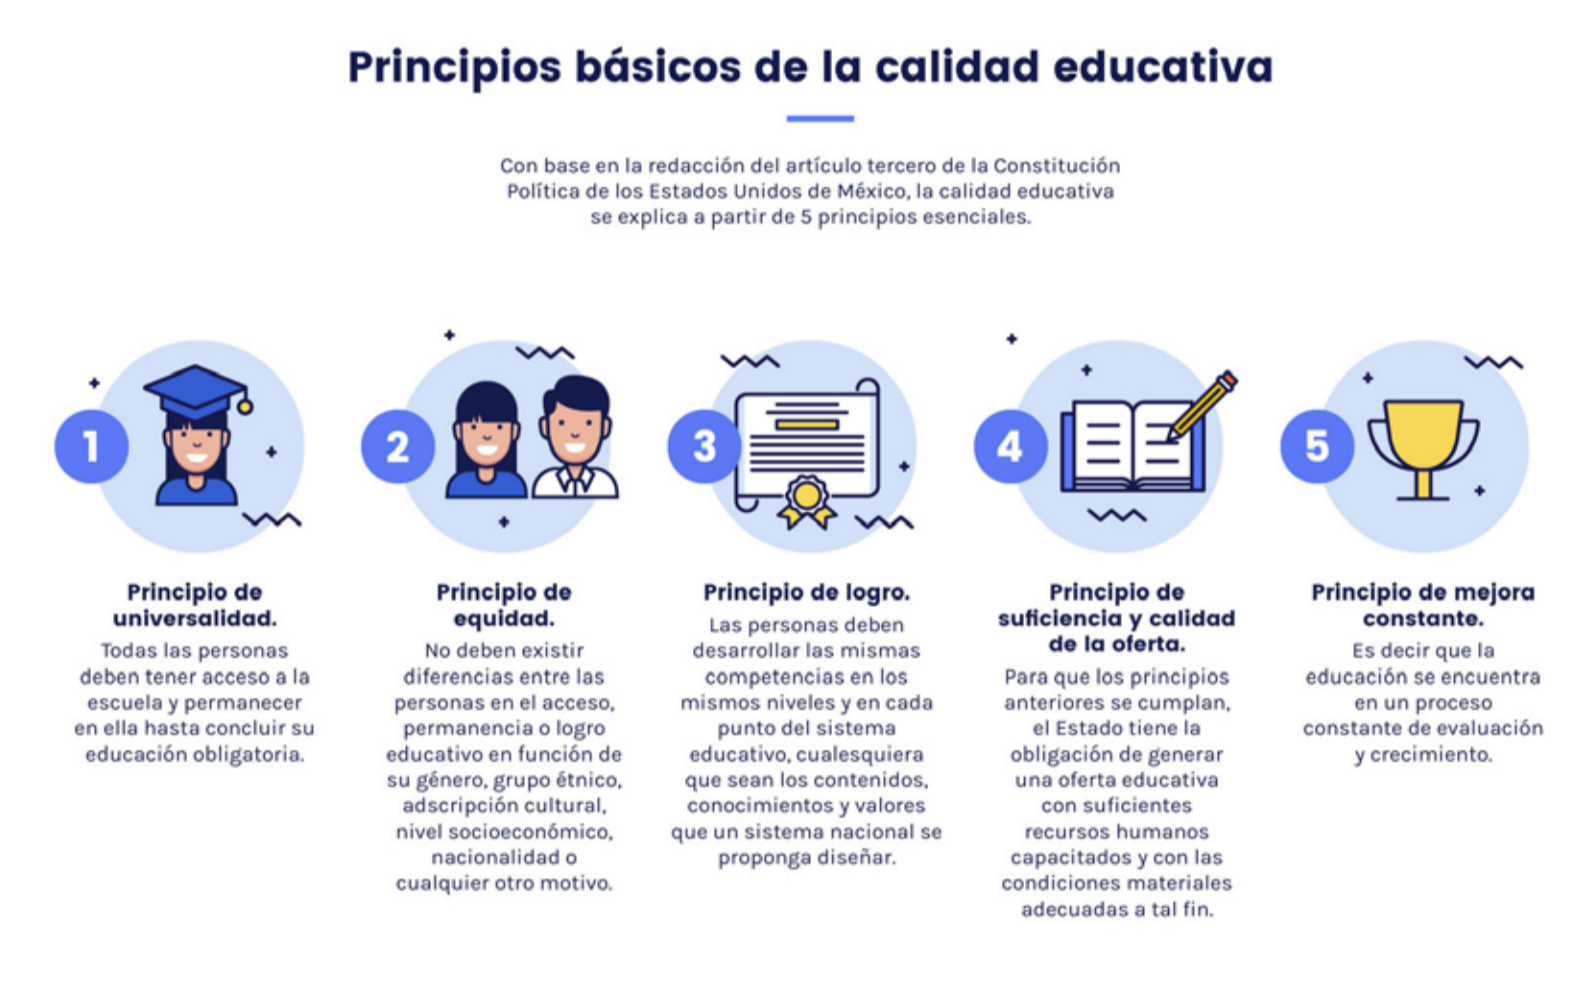 Principios básicos de la calidad educativa
Con base en la redacción del artículo tercero de la Constitución
Política de los Estados Unidos de México, la calidad educativa
se explica a partir de 5 principios esenciales.
1
Principio de
universalidad.
Todas las personas
deben tener acceso a la
escuela y permanecer
en ella hasta concluir su
educación obligatoria.
2
Principio de
equidad.
No deben existir
diferencias entre las
personas en el acceso,
permanencia o logro
educativo en función de
su género, grupo étnico,
adscripción cultural,
nivel socioeconómico,
nacionalidad o
cualquier otro motivo.
3
Principio de logro.
Las personas deben
desarrollar las mismas
competencias en los
mismos niveles y en cada
punto del sistema
educativo, cualesquiera
que sean los contenidos,
conocimientos y valores
que un sistema nacional se
proponga diseñar.
4
Principio de
suficiencia y calidad
de la oferta.
Para que los principios
anteriores se cumplan,
el Estado tiene la
obligación de generar
una oferta educativa
con suficientes
recursos humanos
capacitados y con las
condiciones materiales
adecuadas a tal fin.
5
Principio de mejora
constante.
Es decir que la
educación se encuentra
en un proceso
constante de evaluación
y crecimiento.